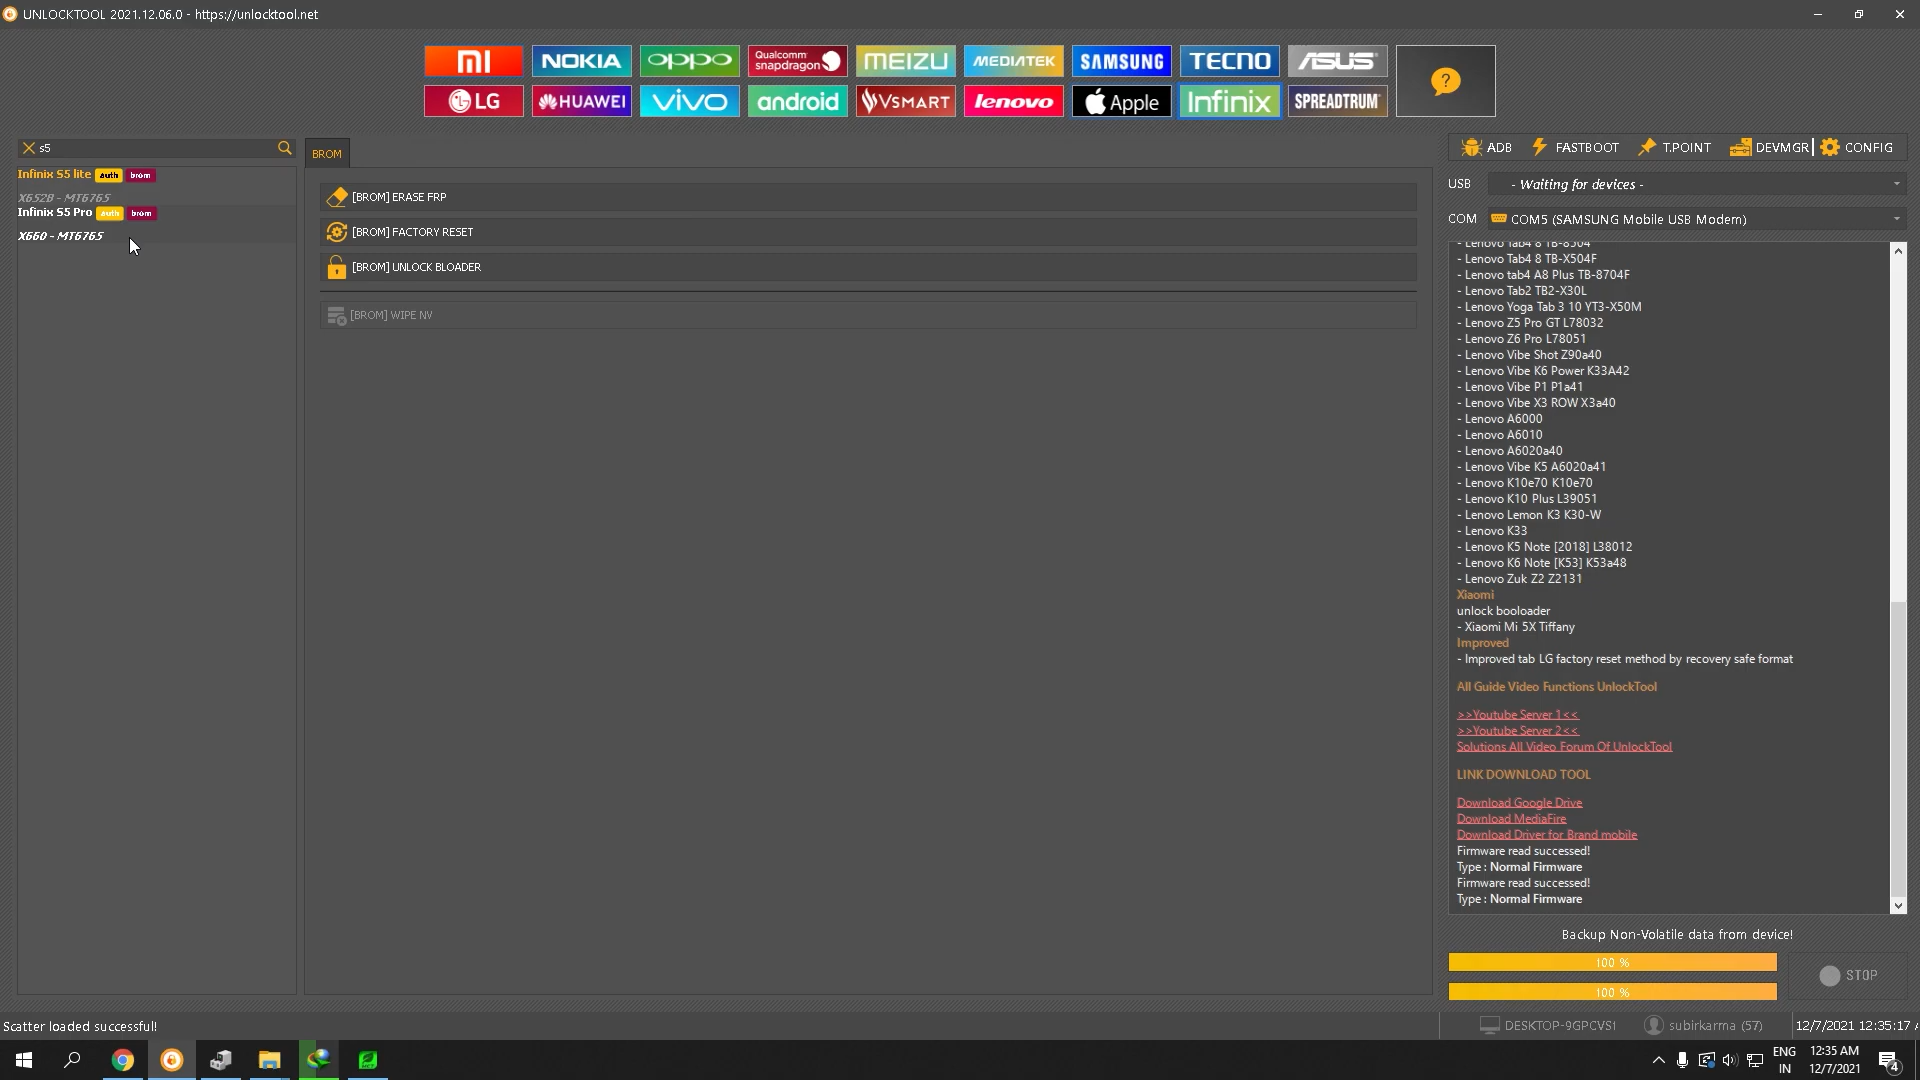 UNLOCKTOOL 2021.12.06.0 - https://unlocktool.net
MI NOKIA oppo Qualcomm snapdragon MEIZU MEDIATEK SAMSUNG TECNO ASUS
LG HUAWEI vivo android VSMART lenovo Apple Infinix SPREADTRUM
?
s5
Infinix S5 lite auth brom
X652B - MT6765
Infinix S5 Pro auth brom
X660 - MT6765
BROM
[BROM] ERASE FRP
[BROM] FACTORY RESET
[BROM] UNLOCK BLOADER
[BROM] WIPE NV
ADB FASTBOOT T.POINT DEVMGR CONFIG
USB - Waiting for devices -
COM COM5 (SAMSUNG Mobile USB Modem)
- Lenovo Tab4 8 TB-8504
- Lenovo Tab4 8 TB-X504F
- Lenovo tab4 A8 Plus TB-8704F
- Lenovo Tab2 TB2-X30L
- Lenovo Yoga Tab 3 10 YT3-X50M
- Lenovo Z5 Pro GT L78032
- Lenovo Z6 Pro L78051
- Lenovo Vibe Shot Z90a40
- Lenovo Vibe K6 Power K33A42
- Lenovo Vibe P1 P1a41
- Lenovo Vibe X3 ROW X3a40
- Lenovo A6000
- Lenovo A6010
- Lenovo A6020a40
- Lenovo Vibe K5 A6020a41
- Lenovo K10e70 K10e70
- Lenovo K10 Plus L39051
- Lenovo Lemon K3 K30-W
- Lenovo K33
- Lenovo K5 Note [2018] L38012
- Lenovo K6 Note [K53] K53a48
- Lenovo Zuk Z2 Z2131
Xiaomi
unlock booloader
- Xiaomi Mi 5X Tiffany
Improved
- Improved tab LG factory reset method by recovery safe format
All Guide Video Functions UnlockTool
>>Youtube Server 1<<
>>Youtube Server 2<<
Solutions All Video Forum Of UnlockTool
LINK DOWNLOAD TOOL
Download Google Drive
Download MediaFire
Download Driver for Brand mobile
Firmware read successed!
Type : Normal Firmware
Firmware read successed!
Type : Normal Firmware
Backup Non-Volatile data from device!
100 %
100 %
STOP
Scatter loaded successful!
DESKTOP-9GPCVS1 subirkarma (57) 12/7/2021 12:35:17
ENG
IN
12:35 AM
12/7/2021
4